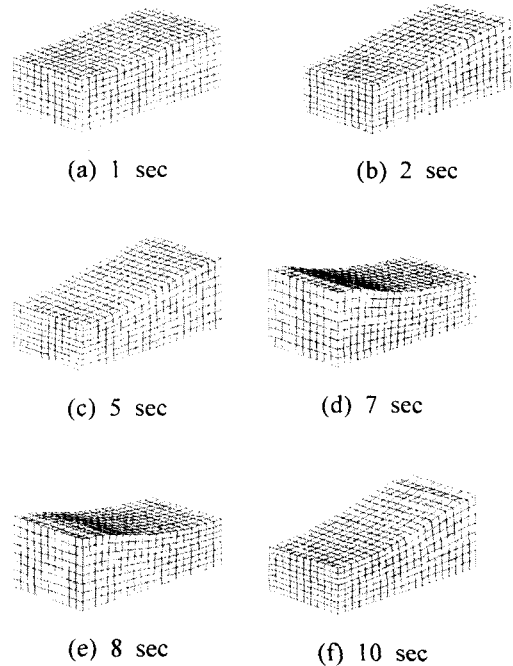 (a) 1 sec
(b) 2 sec
(c) 5 sec
(d) 7 sec
(e) 8 sec
(f) 10 sec